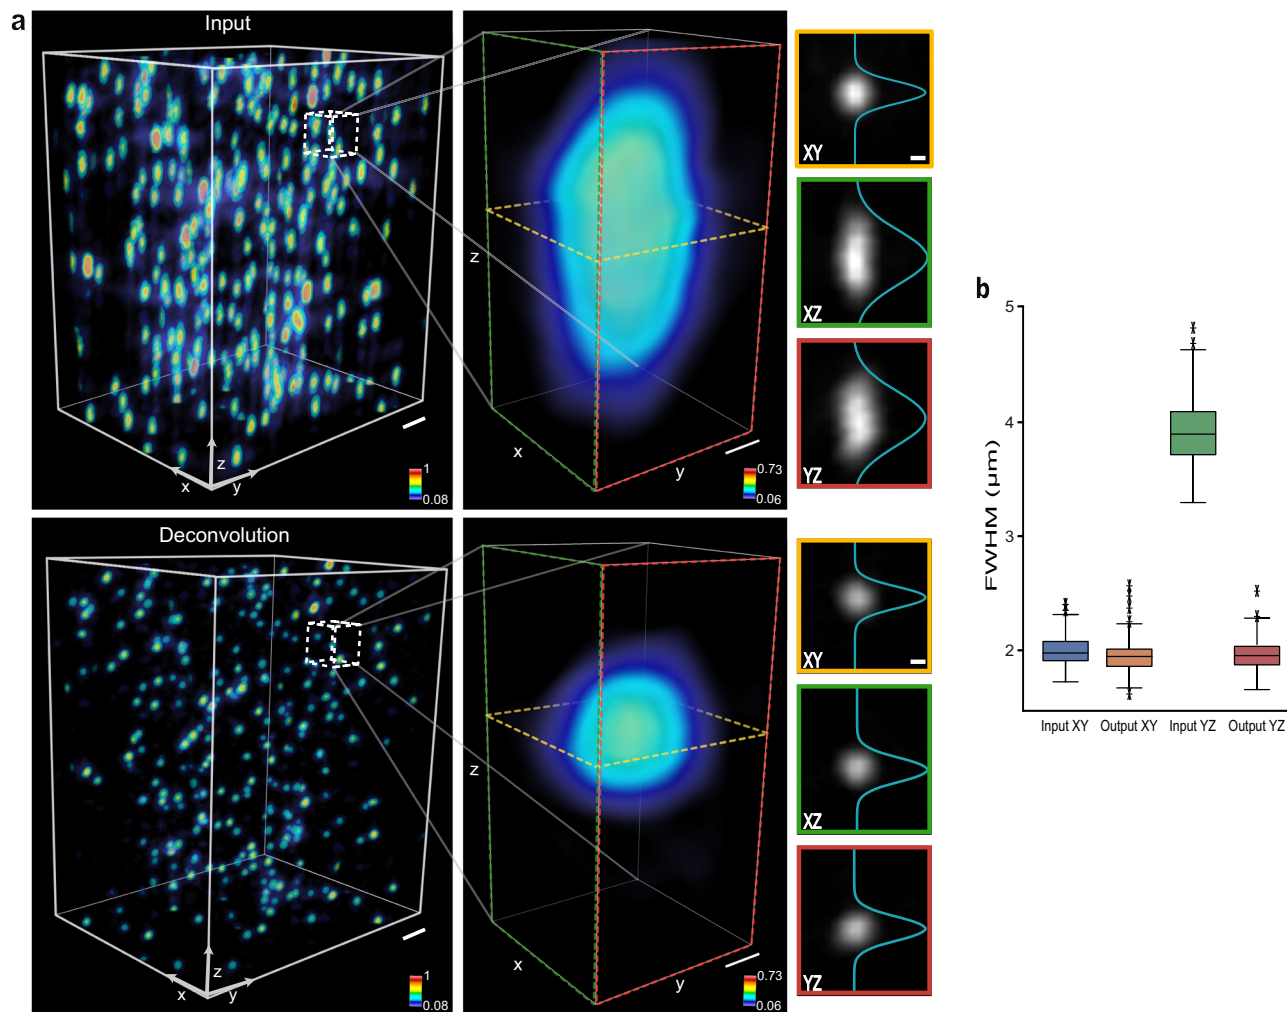 a
Input
z
x
y
1
0.08
z
x
y
0.73
0.06
XY
XZ
YZ
Deconvolution
z
x
y
1
0.08
z
x
y
0.73
0.06
XY
XZ
YZ
b
5
4
3
2
FWHM (μm)
Input XY Output XY Input YZ Output YZ